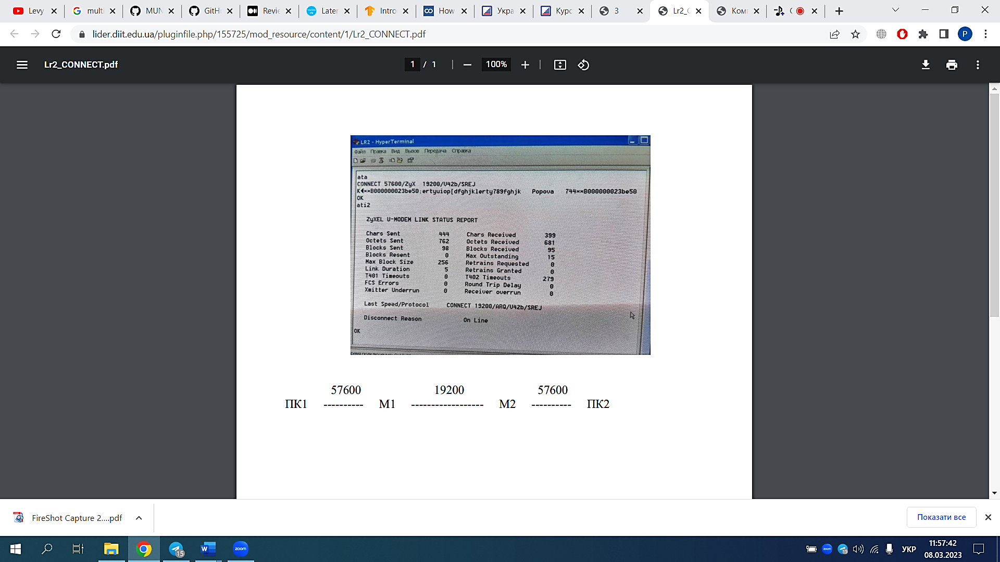 Levy
multi
MUN
GitHu
Revie
Later
Intro
How
Укра
Курс
3
Lr2_C
Комп
lider.diit.edu.ua/pluginfile.php/155725/mod_resource/content/1/Lr2_CONNECT.pdf
P
Lr2_CONNECT.pdf
1 / 1
100%
LR2 - HyperTerminal
Файл Правка Вид Вызов Передача Справка
ata
CONNECT 57600/ZyX 19200/V42b/SREJ
K◄**B000000023be50;ertyuiop[dfghjklerty789fghjk Popova 744**B000000023be50
OK
ati2
ZyXEL U-MODEM LINK STATUS REPORT
Chars Sent 444 Chars Received 399
Octets Sent 762 Octets Received 681
Blocks Sent 98 Blocks Received 95
Blocks Resent 0 Max Outstanding 15
Max Block Size 256 Retrains Requested 0
Link Duration 5 Retrains Granted 0
T401 Timeouts 0 T402 Timeouts 279
FCS Errors 0 Round Trip Delay 0
Xmitter Underrun 0 Receiver overrun 0
Last Speed/Protocol CONNECT 19200/ARQ/V42b/SREJ
Disconnect Reason On Line
OK
57600 19200 57600
ПК1 ---------- М1 ------------------ М2 ---------- ПК2
FireShot Capture 2....pdf
Показати все
15
zoom
zoom
15
УКР
11:57:42
08.03.2023